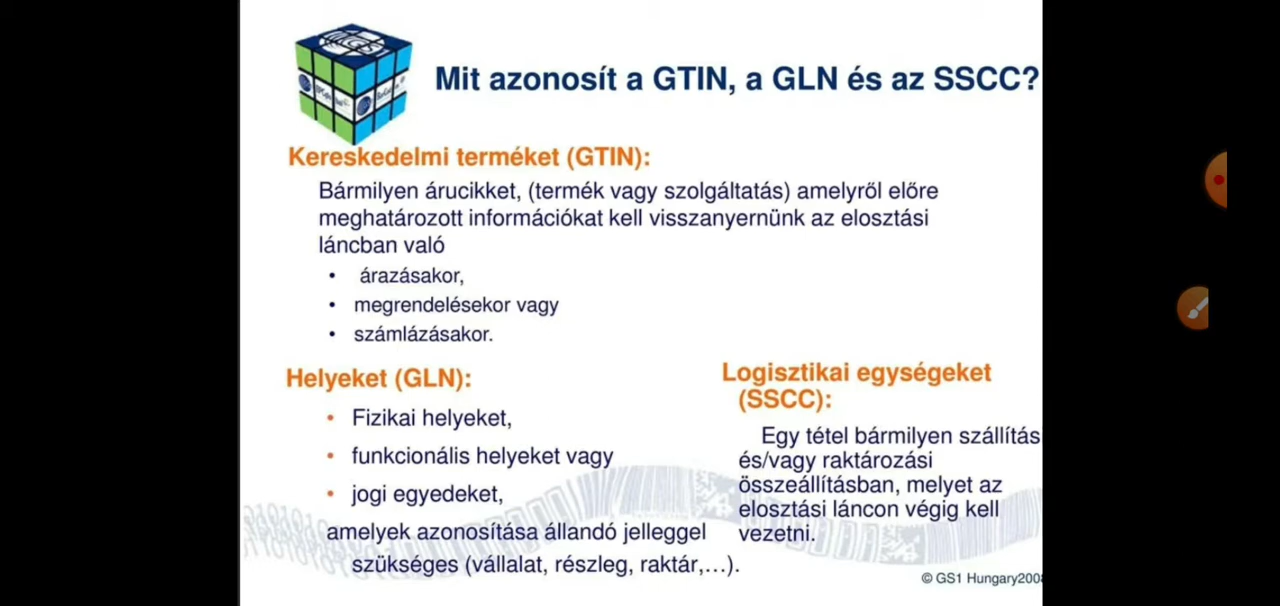 Mit azonosít a GTIN, a GLN és az SSCC?
Kereskedelmi terméket (GTIN):
Bármilyen árucikket, (termék vagy szolgáltatás) amelyről előre
meghatározott információkat kell visszanyernünk az elosztási
láncban való
• árazásakor,
• megrendelésekor vagy
• számlázásakor.
Helyeket (GLN):
• Fizikai helyeket,
• funkcionális helyeket vagy
• jogi egyedeket,
amelyek azonosítása állandó jelleggel
szükséges (vállalat, részleg, raktár,…).
Logisztikai egységeket
(SSCC):
Egy tétel bármilyen szállítás
és/vagy raktározási
összeállításban, melyet az
elosztási láncon végig kell
vezetni.
© GS1 Hungary2008